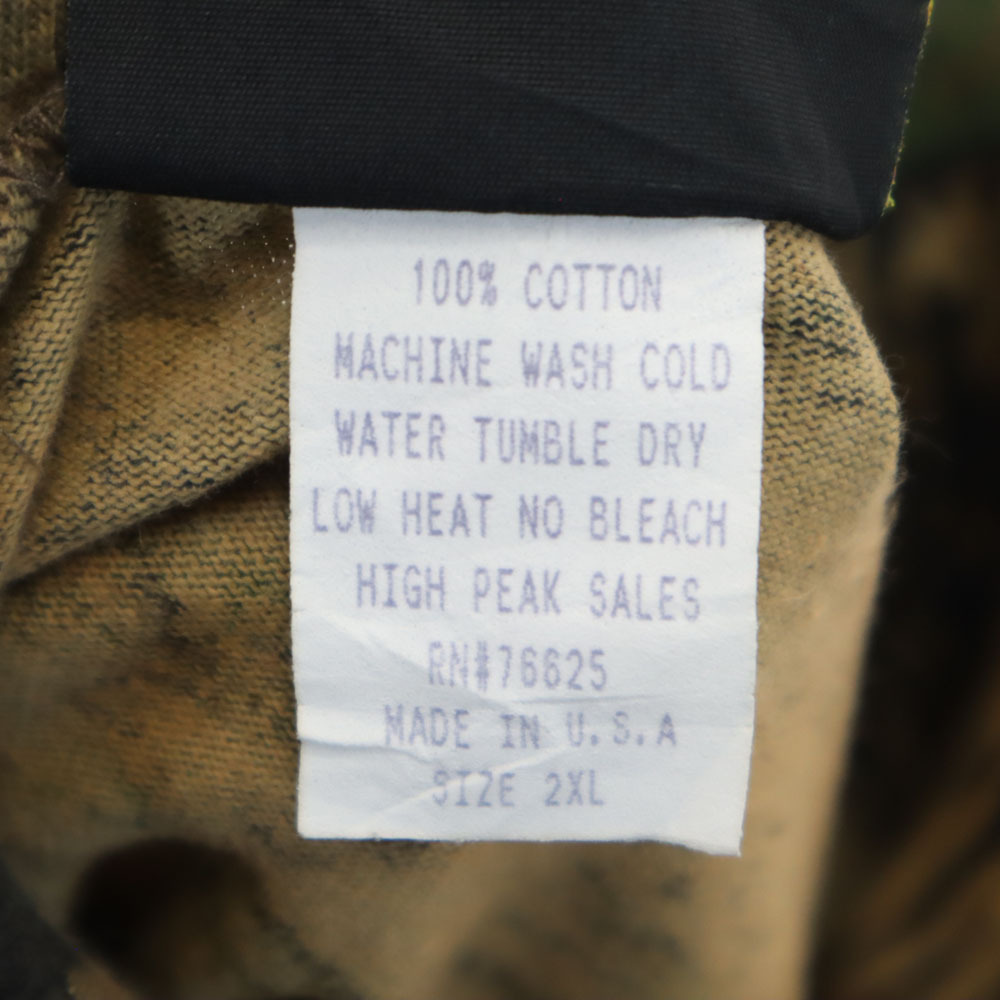 100% COTTON
MACHINE WASH COLD
WATER TUMBLE DRY
LOW HEAT NO BLEACH
HIGH PEAK SALES
RN#76625
MADE IN U.S.A
SIZE 2XL